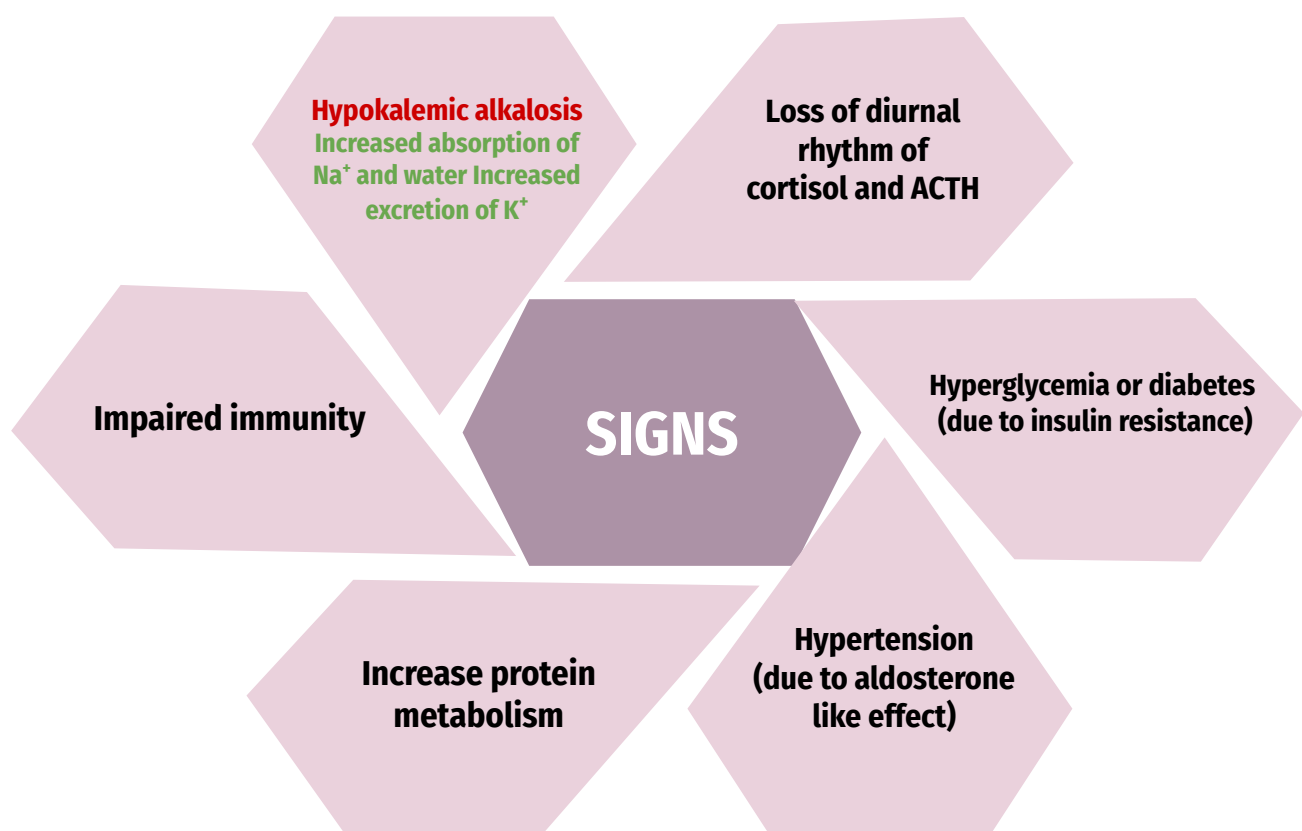 Hypokalemic alkalosis
Increased absorption of
Na⁺ and water Increased
excretion of K⁺
Loss of diurnal
rhythm of
cortisol and ACTH
Impaired immunity
SIGNS
Hyperglycemia or diabetes
(due to insulin resistance)
Increase protein
metabolism
Hypertension
(due to aldosterone
like effect)